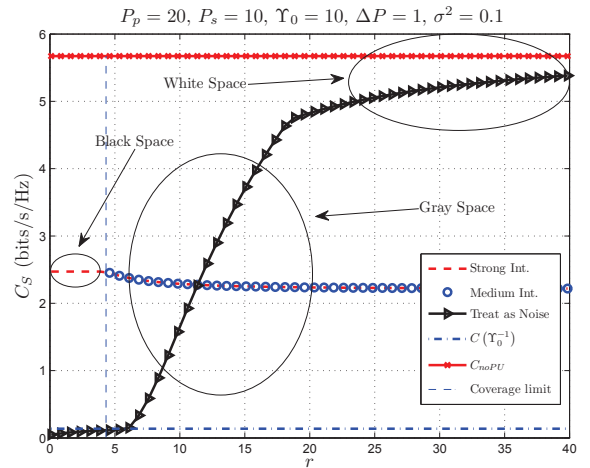 P_p = 20, P_s = 10, Υ_0 = 10, ΔP = 1, σ^2 = 0.1
C_S (bits/s/Hz)
6
5
4
3
2
1
0
White Space
Black Space
Gray Space
Strong Int.
Medium Int.
Treat as Noise
C (Υ_0^{-1})
C_{noPU}
Coverage limit
0 5 10 15 20 25 30 35 40
r